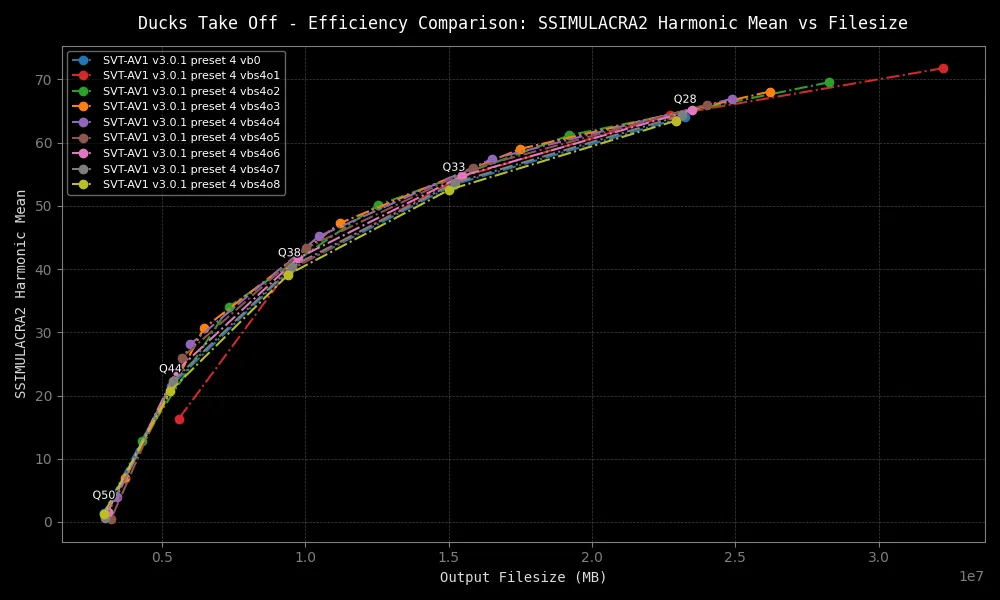 Ducks Take Off - Efficiency Comparison: SSIMULACRA2 Harmonic Mean vs Filesize
SVT-AV1 v3.0.1 preset 4 vb0
SVT-AV1 v3.0.1 preset 4 vbs4o1
SVT-AV1 v3.0.1 preset 4 vbs4o2
SVT-AV1 v3.0.1 preset 4 vbs4o3
SVT-AV1 v3.0.1 preset 4 vbs4o4
SVT-AV1 v3.0.1 preset 4 vbs4o5
SVT-AV1 v3.0.1 preset 4 vbs4o6
SVT-AV1 v3.0.1 preset 4 vbs4o7
SVT-AV1 v3.0.1 preset 4 vbs4o8
SSIMULACRA2 Harmonic Mean
70
60
50
40
30
20
10
0
Q28
Q33
Q38
Q44
Q50
0.5
1.0
1.5
2.0
2.5
3.0
1e7
Output Filesize (MB)